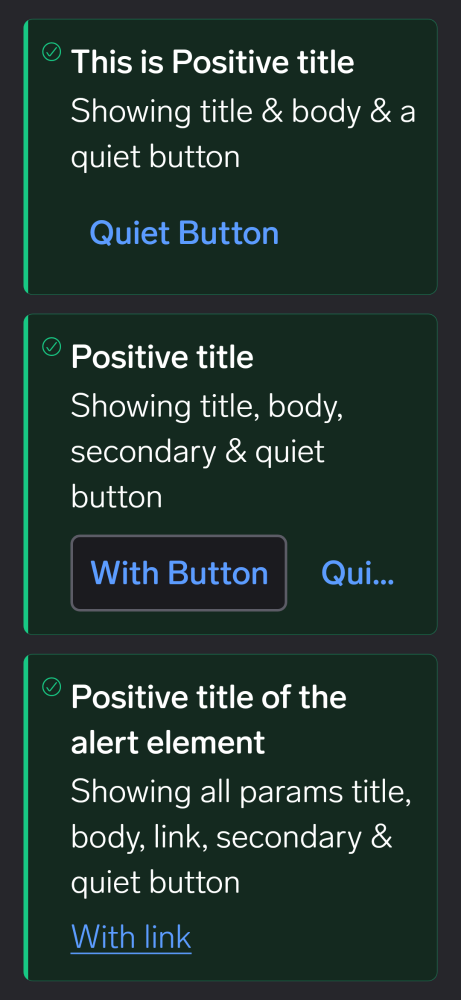 This is Positive title
Showing title & body & a
quiet button
Quiet Button
Positive title
Showing title, body,
secondary & quiet
button
With Button Qui...
Positive title of the
alert element
Showing all params title,
body, link, secondary &
quiet button
With link